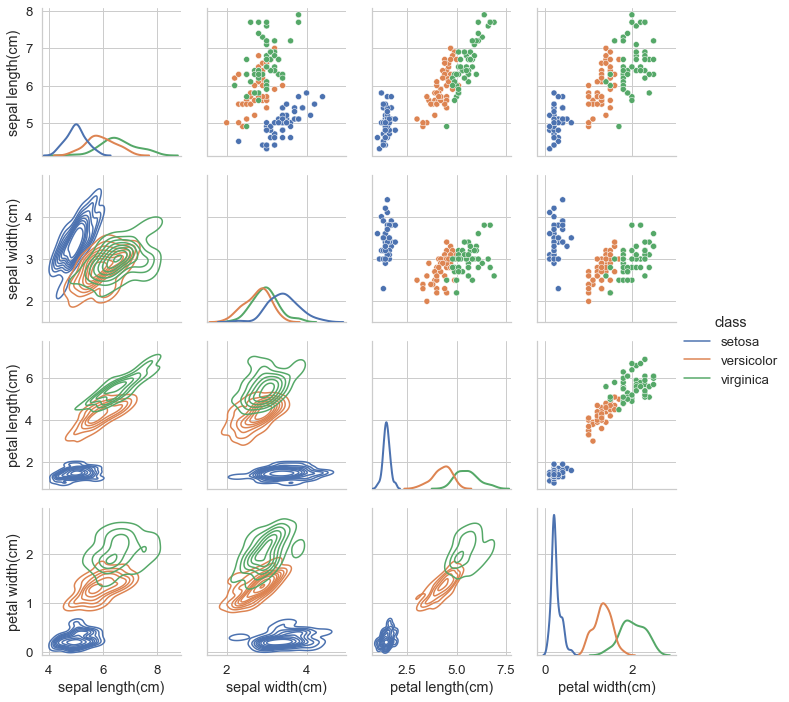 sepal length(cm)
8
7
6
5
sepal width(cm)
4
3
2
class
setosa
versicolor
virginica
petal length(cm)
6
4
2
petal width(cm)
2
1
0
4 6 8
2 4
2.5 5.0 7.5
0 2
sepal length(cm) sepal width(cm) petal length(cm) petal width(cm)